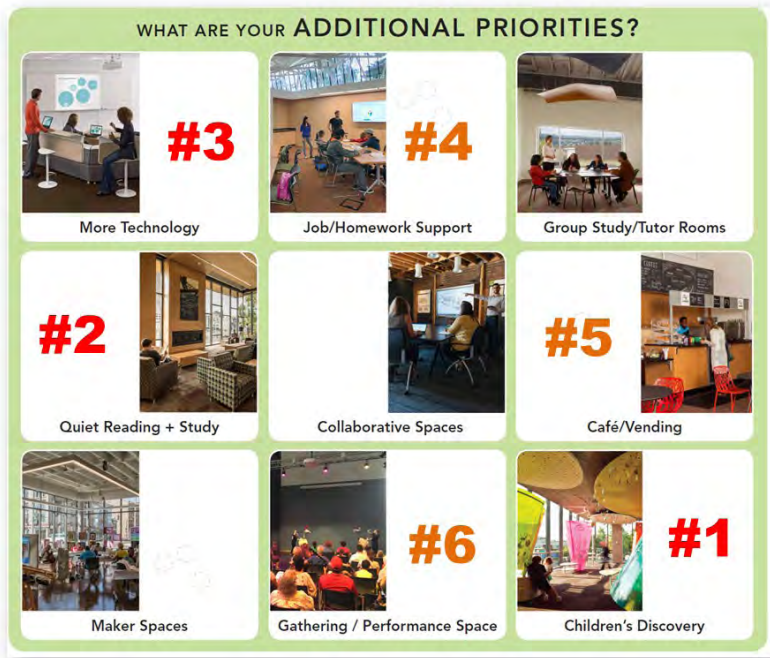 WHAT ARE YOUR ADDITIONAL PRIORITIES?
#3
More Technology
#4
Job/Homework Support
Group Study/Tutor Rooms
#2
Quiet Reading + Study
Collaborative Spaces
#5
Café/Vending
Maker Spaces
#6
Gathering / Performance Space
#1
Children's Discovery